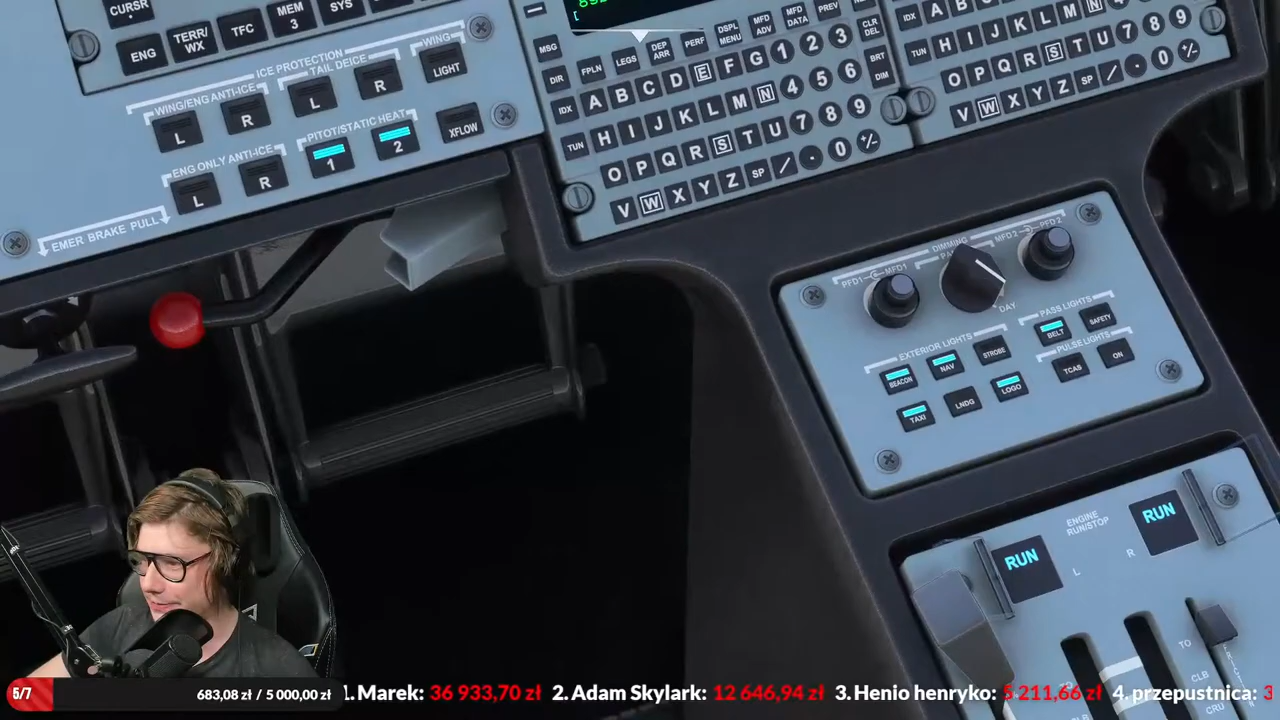 CURSR
ENG
TERR/
WX
TFC
MEM
3
SYS
ICE PROTECTION
WING/ENG ANTI-ICE
TAIL DEICE
WING
L
R
L
R
LIGHT
ENG ONLY ANTI-ICE
PITOT/STATIC HEAT
L
R
1
2
XFLOW
EMER BRAKE PULL
MSG
DIR
FPLN
LEGS
DEP
ARR
PERF
DSPL
MENU
MFD
ADV
MFD
DATA
PREV
CLR
DEL
IDX
A B C D E F G 1 2 3
BRT
DIM
TUN
H I J K L M N 4 5 6
O P Q R S T U 7 8 9
V W X Y Z SP / . 0 +/-
IDX
TUN
H I J K L M N 4 5 6
O P Q R S T U 7 8 9
V W X Y Z SP / . 0 +/-
DIMMING
PFD1 MFD1
MFD2 PFD2
DAY
EXTERIOR LIGHTS
PASS LIGHTS
BEACON
NAV
STROBE
BELT
SAFETY
PULSE LIGHTS
TAXI
LNDG
LOGO
TCAS
ON
ENGINE
RUN/STOP
RUN
RUN
L
R
TO
CLB
CRU
5/7
683,08 zł / 5 000,00 zł
1. Marek: 36 933,70 zł 2. Adam Skylark: 12 646,94 zł 3. Henio henryko: 5 211,66 zł 4. przepustnica: 3